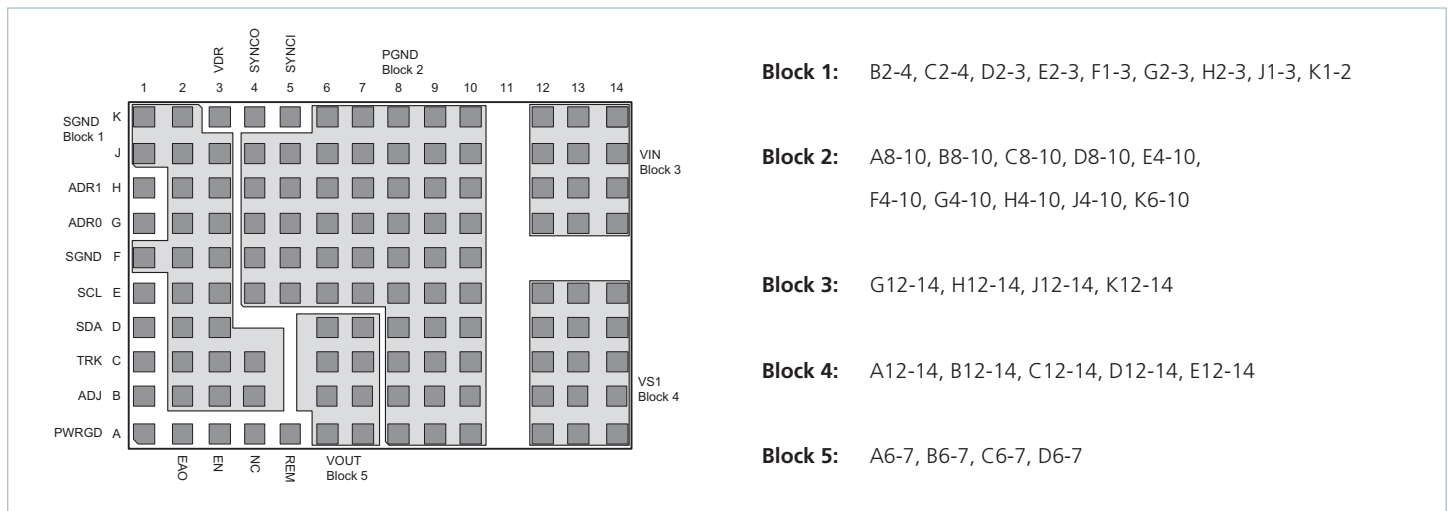 VDR
SYNCO
SYNCI
PGND
Block 2
1 2 3 4 5 6 7 8 9 10 11 12 13 14
SGND
Block 1
K
J
ADR1 H
ADR0 G
SGND F
SCL E
SDA D
TRK C
ADJ B
PWRGD A
VIN
Block 3
VS1
Block 4
EAO
EN
NC
REM
VOUT
Block 5
Block 1: B2-4, C2-4, D2-3, E2-3, F1-3, G2-3, H2-3, J1-3, K1-2
Block 2: A8-10, B8-10, C8-10, D8-10, E4-10,
F4-10, G4-10, H4-10, J4-10, K6-10
Block 3: G12-14, H12-14, J12-14, K12-14
Block 4: A12-14, B12-14, C12-14, D12-14, E12-14
Block 5: A6-7, B6-7, C6-7, D6-7